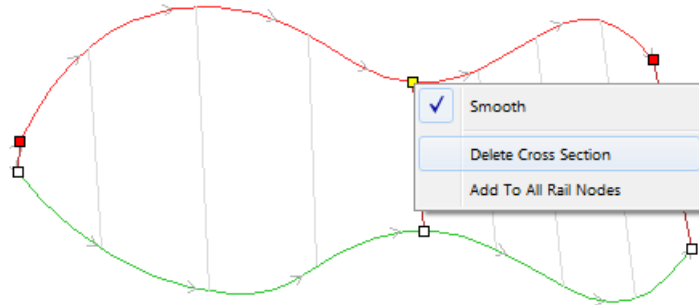 Smooth
Delete Cross Section
Add To All Rail Nodes